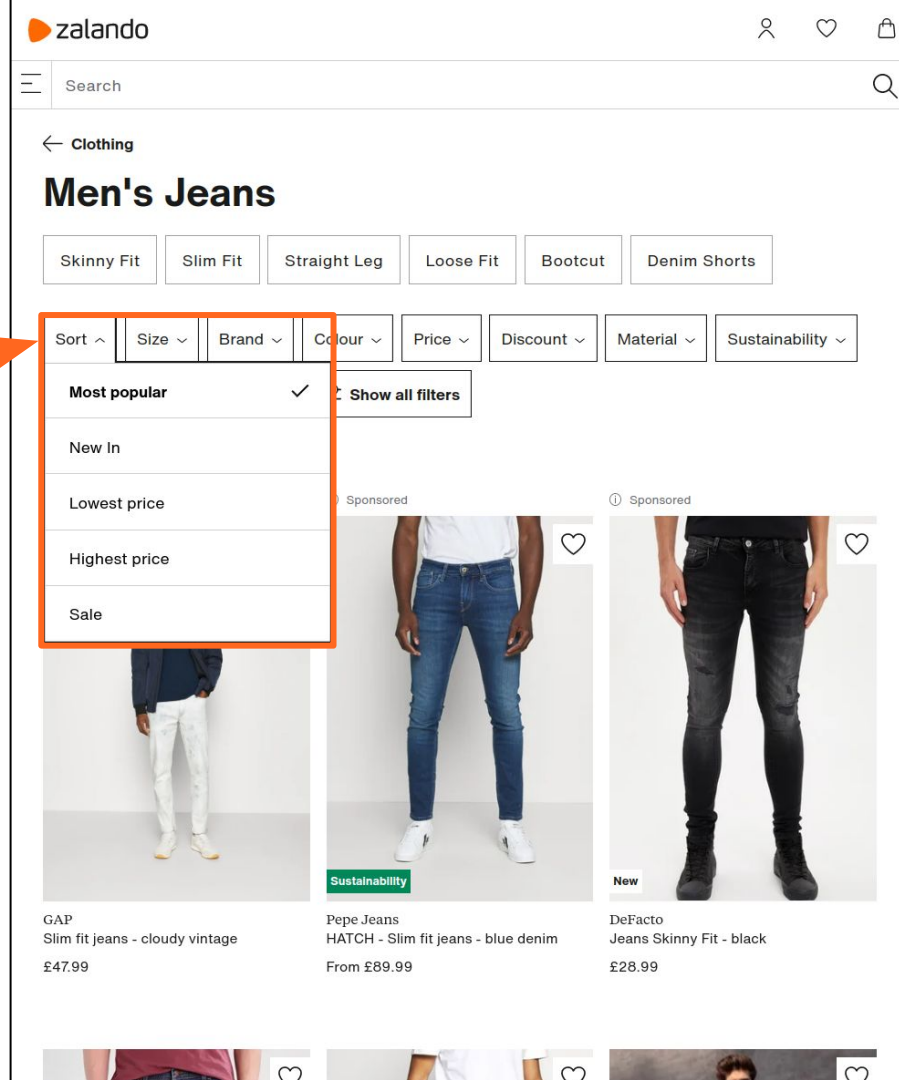 zalando
Search
Clothing
Men's Jeans
Skinny Fit Slim Fit Straight Leg Loose Fit Bootcut Denim Shorts
Sort Size Brand Colour Price Discount Material Sustainability
Most popular
Show all filters
New In
Lowest price
Highest price
Sale
Sponsored Sponsored
Sustainability
New
GAP
Slim fit jeans - cloudy vintage
£47.99
Pepe Jeans
HATCH - Slim fit jeans - blue denim
From £89.99
DeFacto
Jeans Skinny Fit - black
£28.99